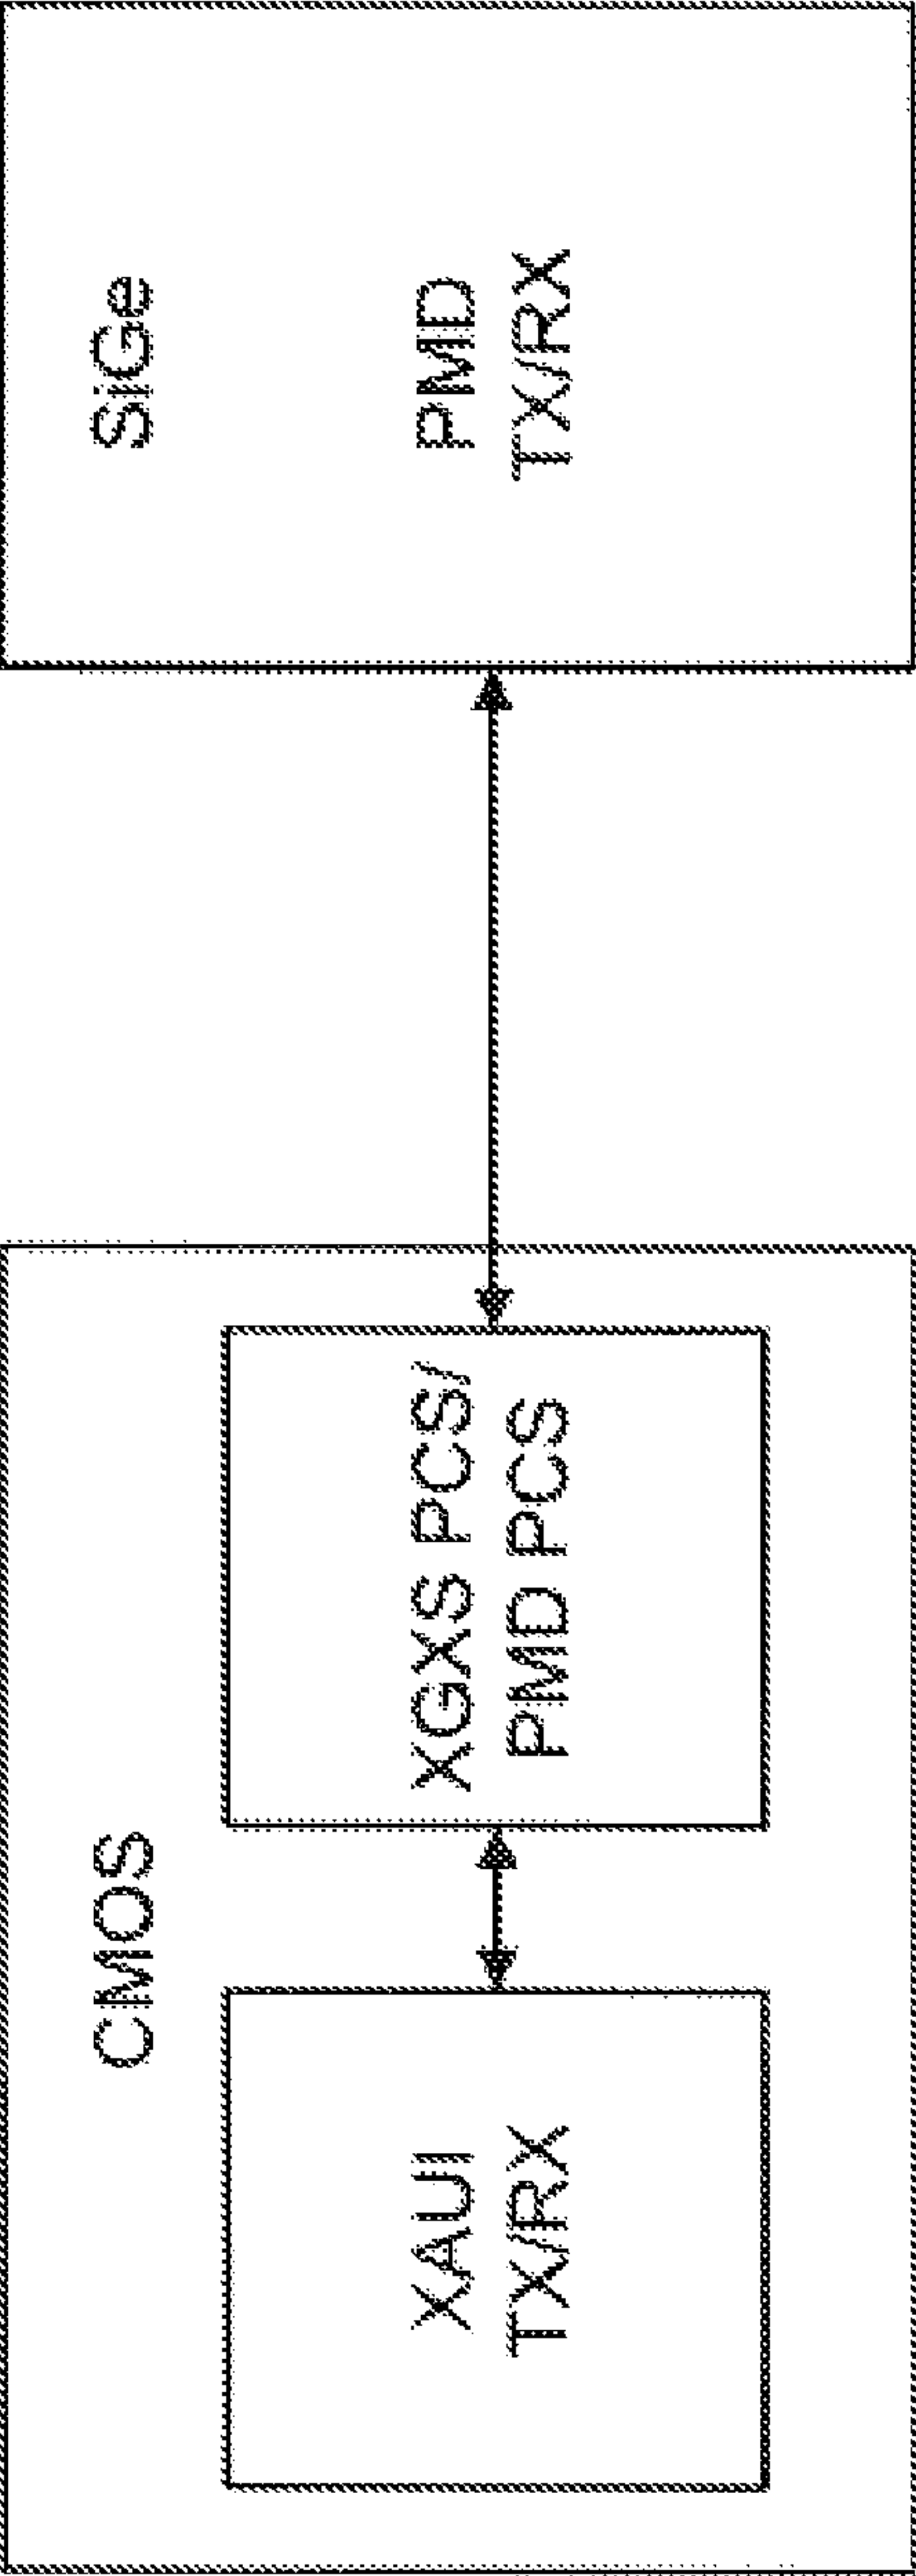 CMOS
XAUI
TX/RX
XGXS PCS/
PMD PCS
SiGe
PMD
TX/RX